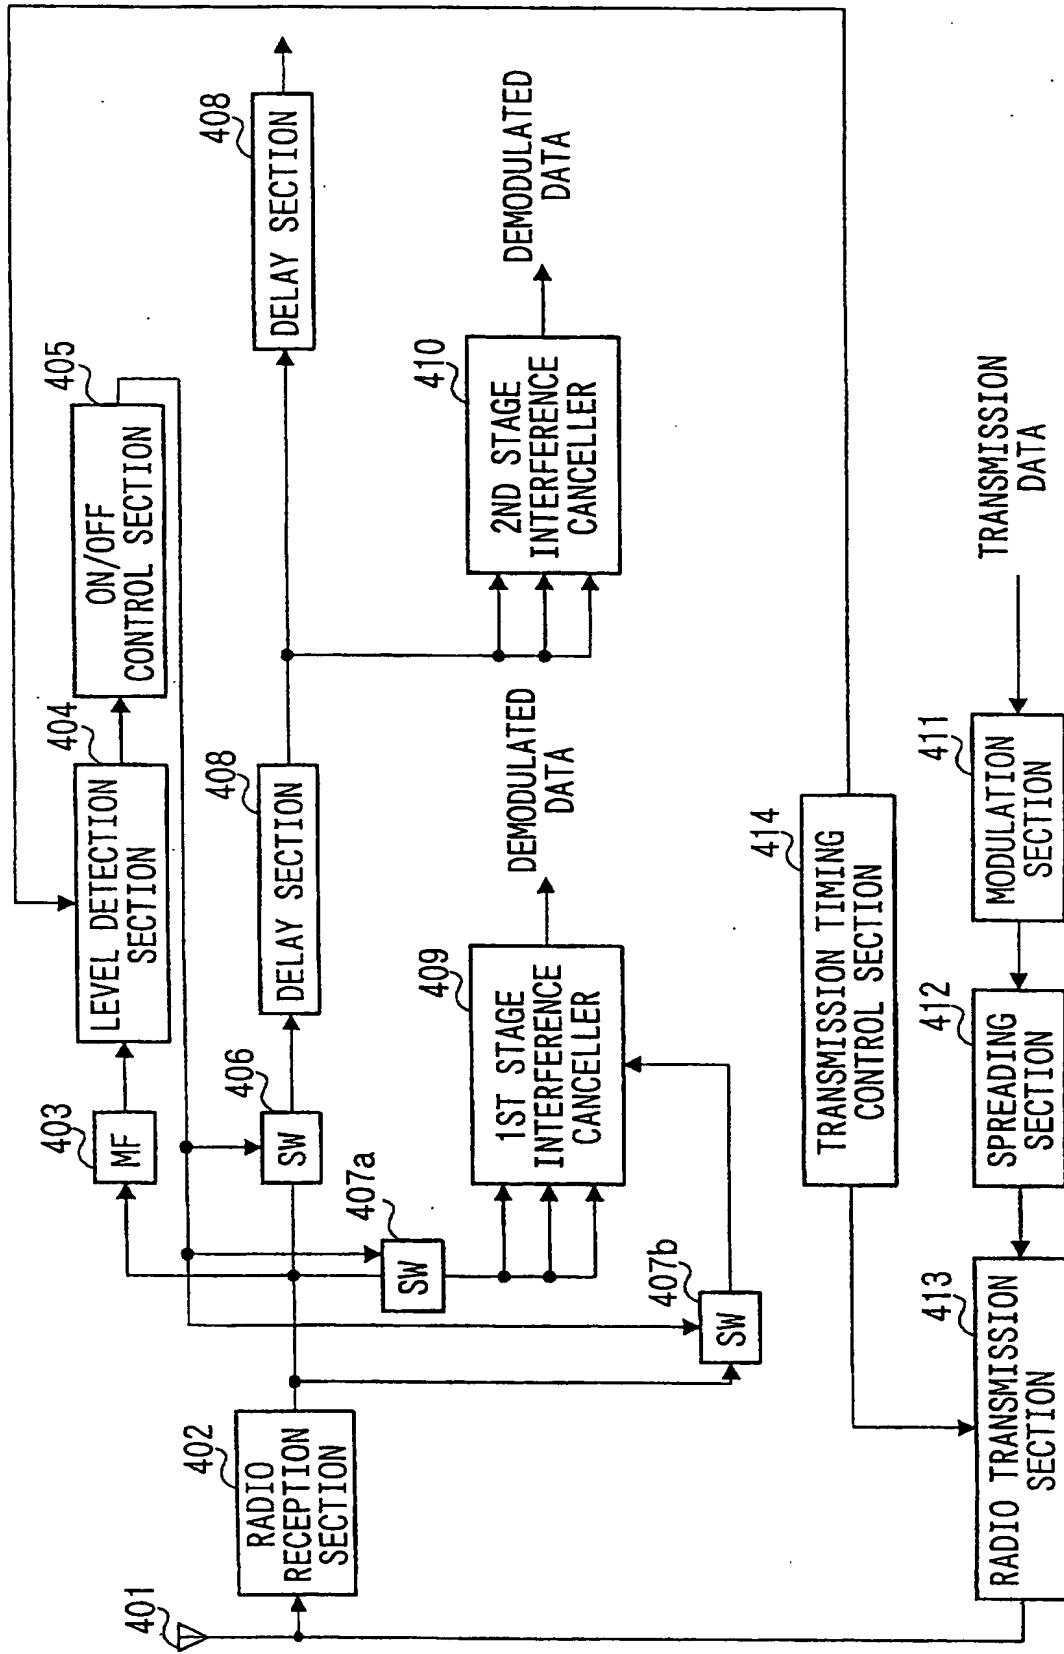 401
402
RADIO
RECEPTION
SECTION
403
MF
404
LEVEL DETECTION
SECTION
405
ON/OFF
CONTROL SECTION
406
SW
408
DELAY SECTION
408
DELAY SECTION
407a
SW
407b
SW
409
1ST STAGE
INTERFERENCE
CANCELLER
DEMODULATED
DATA
410
2ND STAGE
INTERFERENCE
CANCELLER
DEMODULATED
DATA
414
TRANSMISSION TIMING
CONTROL SECTION
413
RADIO TRANSMISSION
SECTION
412
SPREADING
SECTION
411
MODULATION
SECTION
TRANSMISSION
DATA